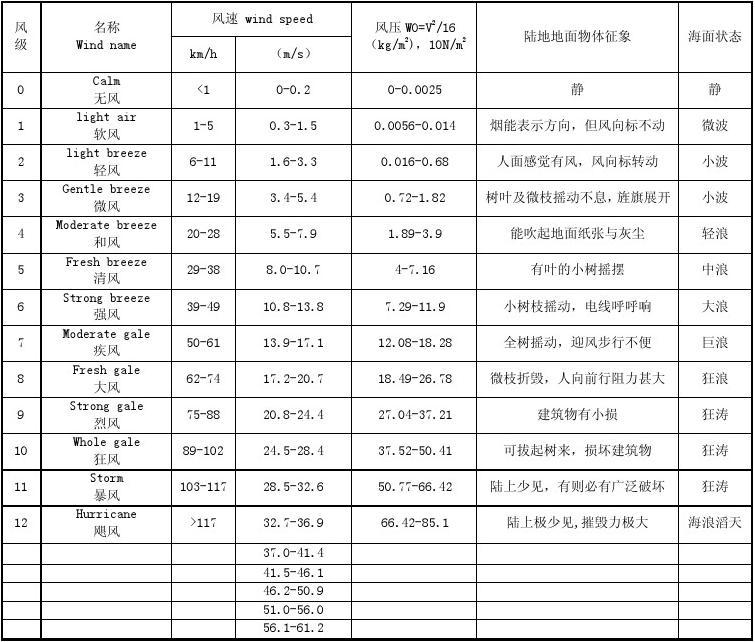 风级 名称 Wind name 风速 wind speed 风压 W0=V²/16 (kg/m²), 10N/m² 陆地地面物体征象 海面状态
km/h (m/s)
0 Calm 无风 <1 0-0.2 0-0.0025 静 静
1 light air 软风 1-5 0.3-1.5 0.0056-0.014 烟能表示方向，但风向标不动 微波
2 light breeze 轻风 6-11 1.6-3.3 0.016-0.68 人面感觉有风，风向标转动 小波
3 Gentle breeze 微风 12-19 3.4-5.4 0.72-1.82 树叶及微枝摇动不息，旌旗展开 小波
4 Moderate breeze 和风 20-28 5.5-7.9 1.89-3.9 能吹起地面纸张与灰尘 轻浪
5 Fresh breeze 清风 29-38 8.0-10.7 4-7.16 有叶的小树摇摆 中浪
6 Strong breeze 强风 39-49 10.8-13.8 7.29-11.9 小树枝摇动，电线呼呼响 大浪
7 Moderate gale 疾风 50-61 13.9-17.1 12.08-18.28 全树摇动，迎风步行不便 巨浪
8 Fresh gale 大风 62-74 17.2-20.7 18.49-26.78 微枝折毁，人向前行阻力甚大 狂浪
9 Strong gale 烈风 75-88 20.8-24.4 27.04-37.21 建筑物有小损 狂涛
10 Whole gale 狂风 89-102 24.5-28.4 37.52-50.41 可拔起树来，损坏建筑物 狂涛
11 Storm 暴风 103-117 28.5-32.6 50.77-66.42 陆上少见，有则必有广泛破坏 狂涛
12 Hurricane 飓风 >117 32.7-36.9 66.42-85.1 陆上极少见,摧毁力极大 海浪滔天
37.0-41.4
41.5-46.1
46.2-50.9
51.0-56.0
56.1-61.2